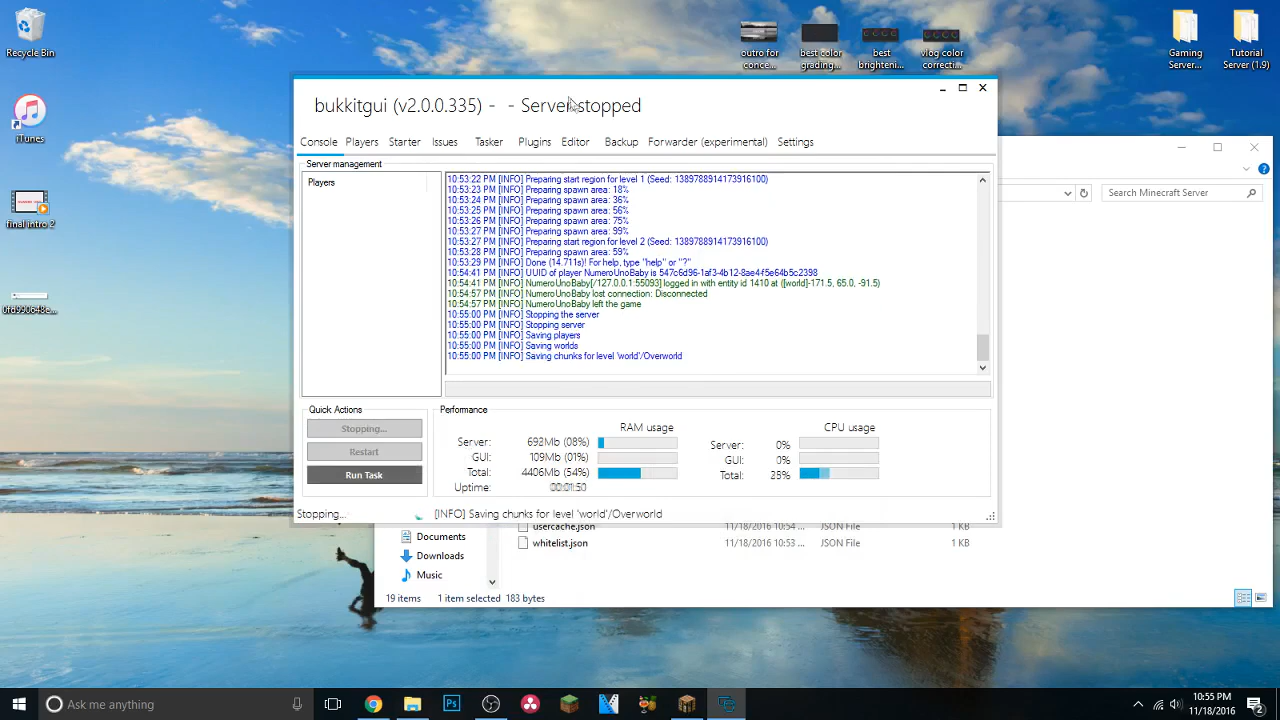 Recycle Bin
iTunes
final intro 2
0fd950648e...
outro for
conce...
best color
grading...
best
brighteni...
vlog color
correcti...
Gaming
Server...
Tutorial
Server (1.9)
bukkitgui (v2.0.0.335) -  - Server stopped
Console Players Starter Issues Tasker Plugins Editor Backup Forwarder (experimental) Settings
Server management
Players
10:53:22 PM [INFO] Preparing start region for level 1 (Seed: 1389788914173916100)
10:53:23 PM [INFO] Preparing spawn area: 18%
10:53:24 PM [INFO] Preparing spawn area: 36%
10:53:25 PM [INFO] Preparing spawn area: 56%
10:53:26 PM [INFO] Preparing spawn area: 75%
10:53:27 PM [INFO] Preparing spawn area: 99%
10:53:27 PM [INFO] Preparing start region for level 2 (Seed: 1389788914173916100)
10:53:28 PM [INFO] Preparing spawn area: 59%
10:53:29 PM [INFO] Done (14.711s)! For help, type "help" or "?"
10:54:41 PM [INFO] UUID of player NumeroUnoBaby is 547c6d96-1af3-4b12-8ae4f5e64b5c2398
10:54:41 PM [INFO] NumeroUnoBaby[/127.0.0.1:55093] logged in with entity id 1410 at ([world]-171.5, 65.0, -91.5)
10:54:57 PM [INFO] NumeroUnoBaby lost connection: Disconnected
10:54:57 PM [INFO] NumeroUnoBaby left the game
10:55:00 PM [INFO] Stopping the server
10:55:00 PM [INFO] Stopping server
10:55:00 PM [INFO] Saving players
10:55:00 PM [INFO] Saving worlds
10:55:00 PM [INFO] Saving chunks for level 'world'/Overworld
Quick Actions
Stopping...
Restart
Run Task
Performance
RAM usage
CPU usage
Server: 692Mb (08%)
GUI: 109Mb (01%)
Total: 4406Mb (54%)
Uptime: 00:01:50
Server: 0%
GUI: 0%
Total: 23%
Stopping... [INFO] Saving chunks for level 'world'/Overworld
Search Minecraft Server
usercache.json 11/18/2016 10:54 ... JSON File 1 KB
whitelist.json 11/18/2016 10:53 ... JSON File 1 KB
Documents
Downloads
Music
19 items 1 item selected 183 bytes
Ask me anything
10:55 PM
11/18/2016